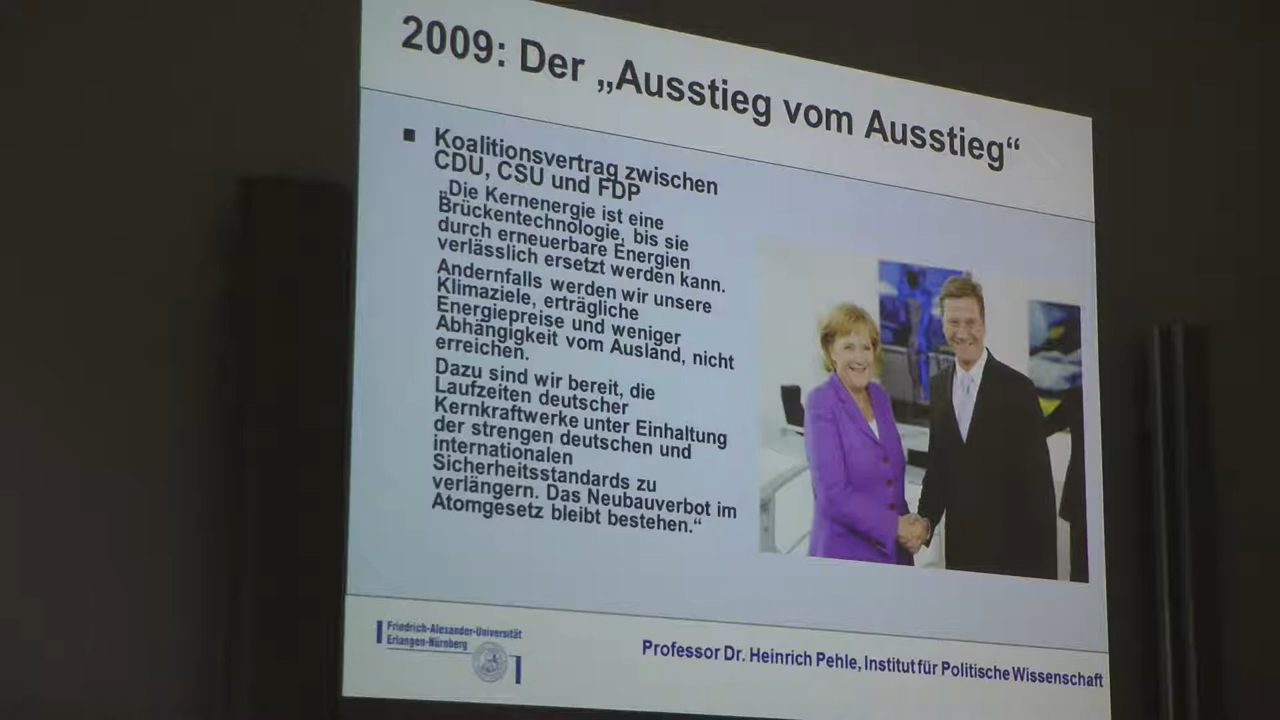 2009: Der „Ausstieg vom Ausstieg“
Koalitionsvertrag zwischen
CDU, CSU und FDP
„Die Kernenergie ist eine
Brückentechnologie, bis sie
durch erneuerbare Energien
verlässlich ersetzt werden kann.
Andernfalls werden wir unsere
Klimaziele, erträgliche
Energiepreise und weniger
Abhängigkeit vom Ausland, nicht
erreichen.
Dazu sind wir bereit, die
Laufzeiten deutscher
Kernkraftwerke unter Einhaltung
der strengen deutschen und
internationalen
Sicherheitsstandards zu
verlängern. Das Neubauverbot im
Atomgesetz bleibt bestehen.“
Friedrich-Alexander-Universität
Erlangen-Nürnberg
Professor Dr. Heinrich Pehle, Institut für Politische Wissenschaft